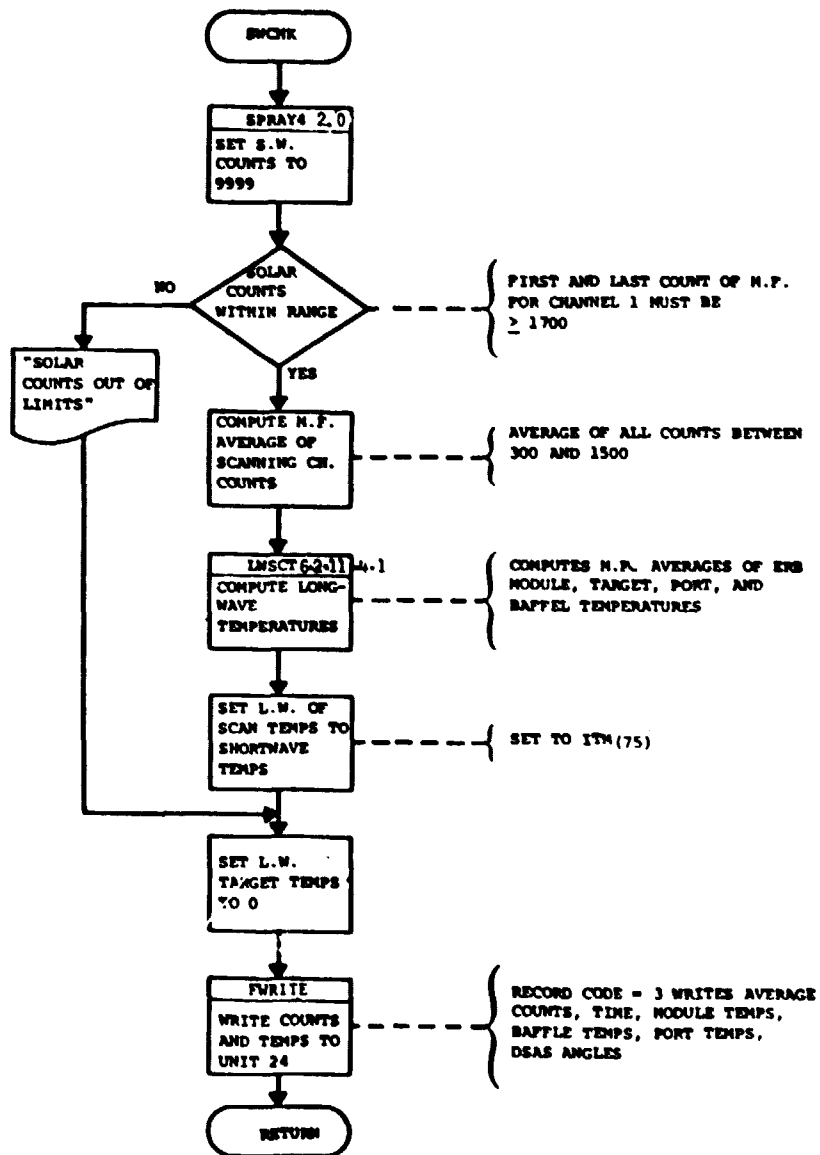 SWCHK
SPRAY4 2.0
SET S.W.
COUNTS TO
9999
SOLAR
COUNTS
WITHIN RANGE
NO
YES
FIRST AND LAST COUNT OF M.F.
FOR CHANNEL 1 MUST BE
≥ 1700
"SOLAR
COUNTS OUT OF
LIMITS"
COMPUTE M.F.
AVERAGE OF
SCANNING CH.
COUNTS
AVERAGE OF ALL COUNTS BETWEEN
300 AND 1500
LWSCT 6-2-11-4.1
COMPUTE LONG-
WAVE
TEMPERATURES
COMPUTES M.F. AVERAGES OF ERB
MODULE, TARGET, PORT, AND
BAFFEL TEMPERATURES
SET L.W. OF
SCAN TEMPS TO
SHORTWAVE
TEMPS
SET TO ITM(75)
SET L.W.
TARGET TEMPS
TO 0
FWRITE
WRITE COUNTS
AND TEMPS TO
UNIT 24
RECORD CODE = 3 WRITES AVERAGE
COUNTS, TIME, MODULE TEMPS,
BAFFLE TEMPS, PORT TEMPS,
DSAS ANGLES
RETURN